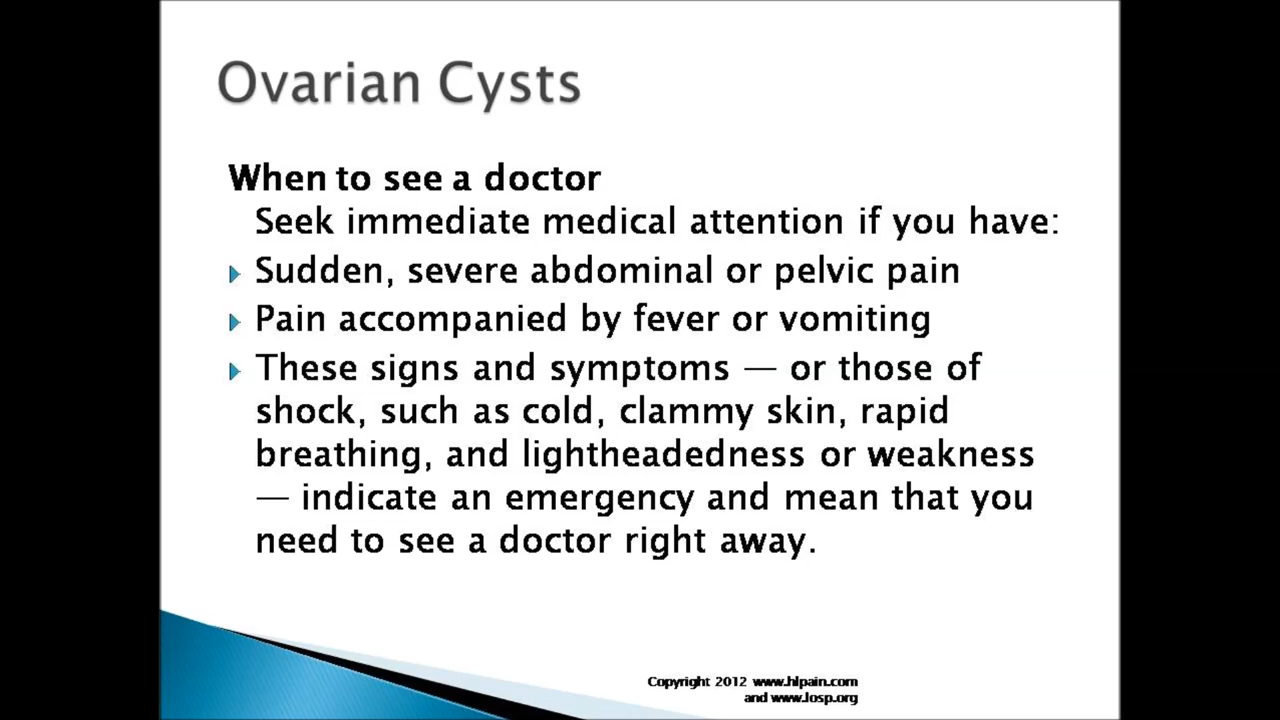 Ovarian Cysts
When to see a doctor
Seek immediate medical attention if you have:
Sudden, severe abdominal or pelvic pain
Pain accompanied by fever or vomiting
These signs and symptoms — or those of
shock, such as cold, clammy skin, rapid
breathing, and lightheadedness or weakness
— indicate an emergency and mean that you
need to see a doctor right away.
Copyright 2012 www.hlpain.com
and www.losp.org